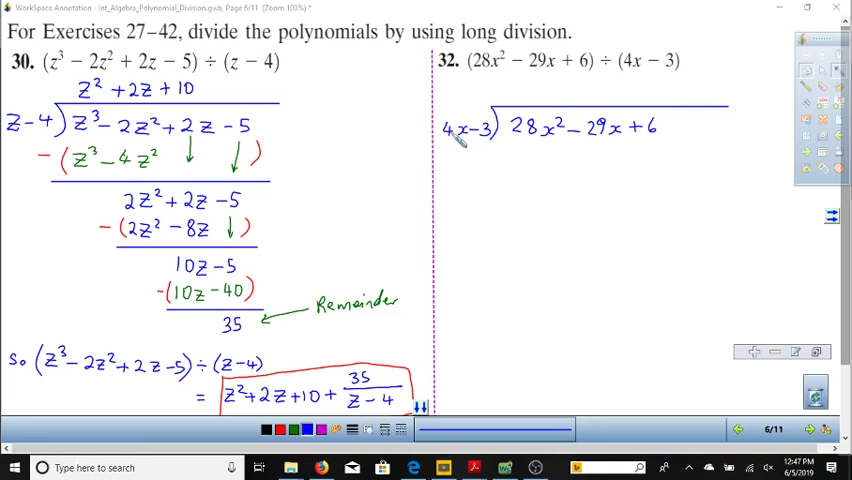 WorkSpace Annotation - Int_Algebra_Polynomial_Division.gwb, Page 6/11 (Zoom 100%) *
For Exercises 27–42, divide the polynomials by using long division.
30. (z³ − 2z² + 2z − 5) ÷ (z − 4)
z² + 2z + 10
z−4 ) z³ − 2z² + 2z − 5
− (z³ − 4z² ↓ ↓ )
2z² + 2z − 5
− (2z² − 8z ↓ )
10z − 5
−(10z − 40)
35 ← Remainder
So (z³ − 2z² + 2z − 5) ÷ (z−4)
= z² + 2z + 10 + 35/(z − 4)
32. (28x² − 29x + 6) ÷ (4x − 3)
4x−3 ) 28x² − 29x + 6
6/11
Type here to search
b
12:47 PM
6/5/2019